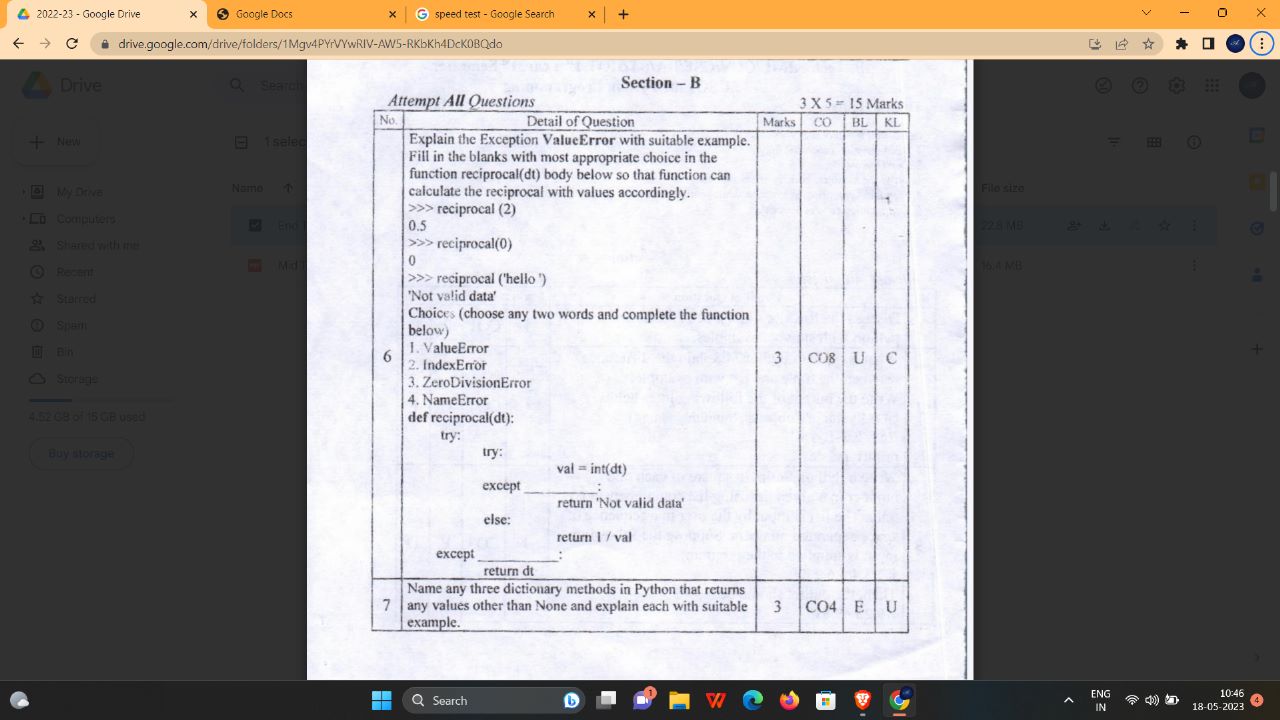 2022-23 - Google Drive
Google Docs
speed test - Google Search
drive.google.com/drive/folders/1Mgv4PYrVYwRIV-AW5-RKbKh4DcK08Qdo
Drive
Search
New
1 selec
My Drive
Computers
Shared with me
Recent
Starred
Spam
Bin
Storage
4.52 GB of 15 GB used
Buy storage
Name
File size
End
22.8 MB
Mid
16.4 MB
Section – B
Attempt All Questions
3 X 5 = 15 Marks
No. Detail of Question Marks CO BL KL
Explain the Exception ValueError with suitable example.
Fill in the blanks with most appropriate choice in the
function reciprocal(dt) body below so that function can
calculate the reciprocal with values accordingly.
>>> reciprocal (2)
0.5
>>> reciprocal(0)
0
>>> reciprocal ('hello ')
'Not valid data'
Choices (choose any two words and complete the function
below)
1. ValueError
6 3 CO8 U C
2. IndexError
3. ZeroDivisionError
4. NameError
def reciprocal(dt):
try:
try:
val = int(dt)
except _________:
return 'Not valid data'
else:
return 1 / val
except __________:
return dt
Name any three dictionary methods in Python that returns
7 any values other than None and explain each with suitable 3 CO4 E U
example.
Search
1
ENG
IN
10:46
18-05-2023
4